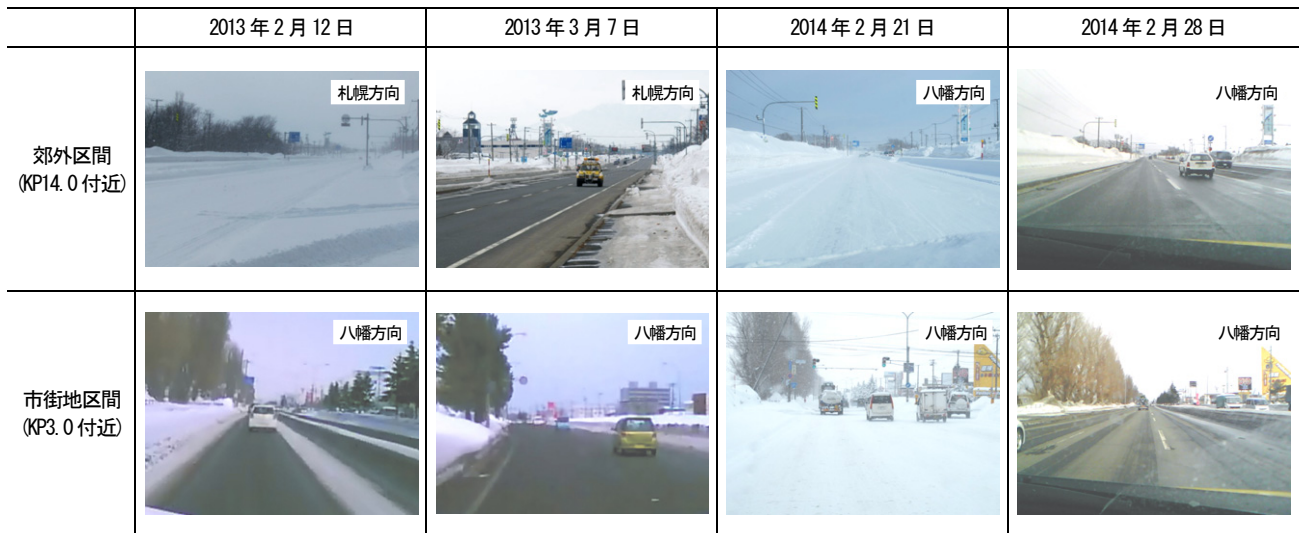 2013年2月12日
2013年3月7日
2014年2月21日
2014年2月28日
郊外区間
(KP14.0付近)
札幌方向
札幌方向
八幡方向
八幡方向
市街地区間
(KP3.0付近)
八幡方向
八幡方向
八幡方向
八幡方向